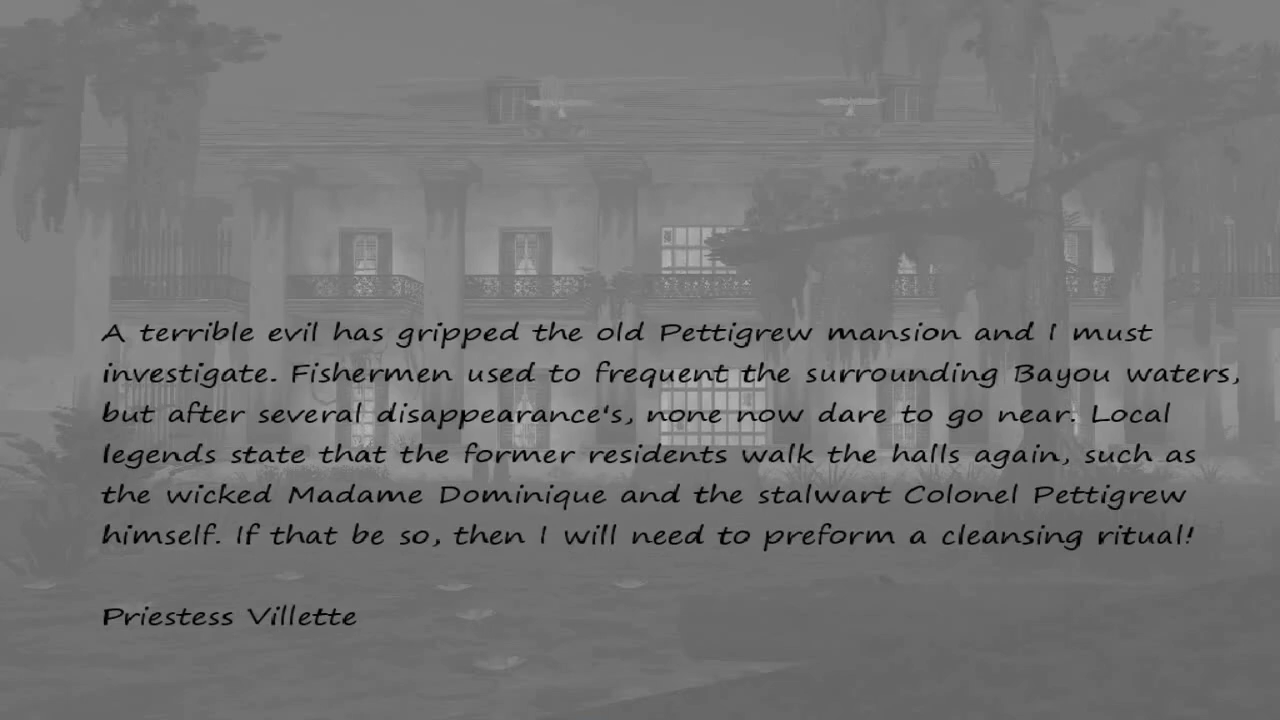 A terrible evil has gripped the old Pettigrew mansion and I must
investigate. Fishermen used to frequent the surrounding Bayou waters,
but after several disappearance's, none now dare to go near. Local
legends state that the former residents walk the halls again, such as
the wicked Madame Dominique and the stalwart Colonel Pettigrew
himself. If that be so, then I will need to preform a cleansing ritual!
Priestess Villette